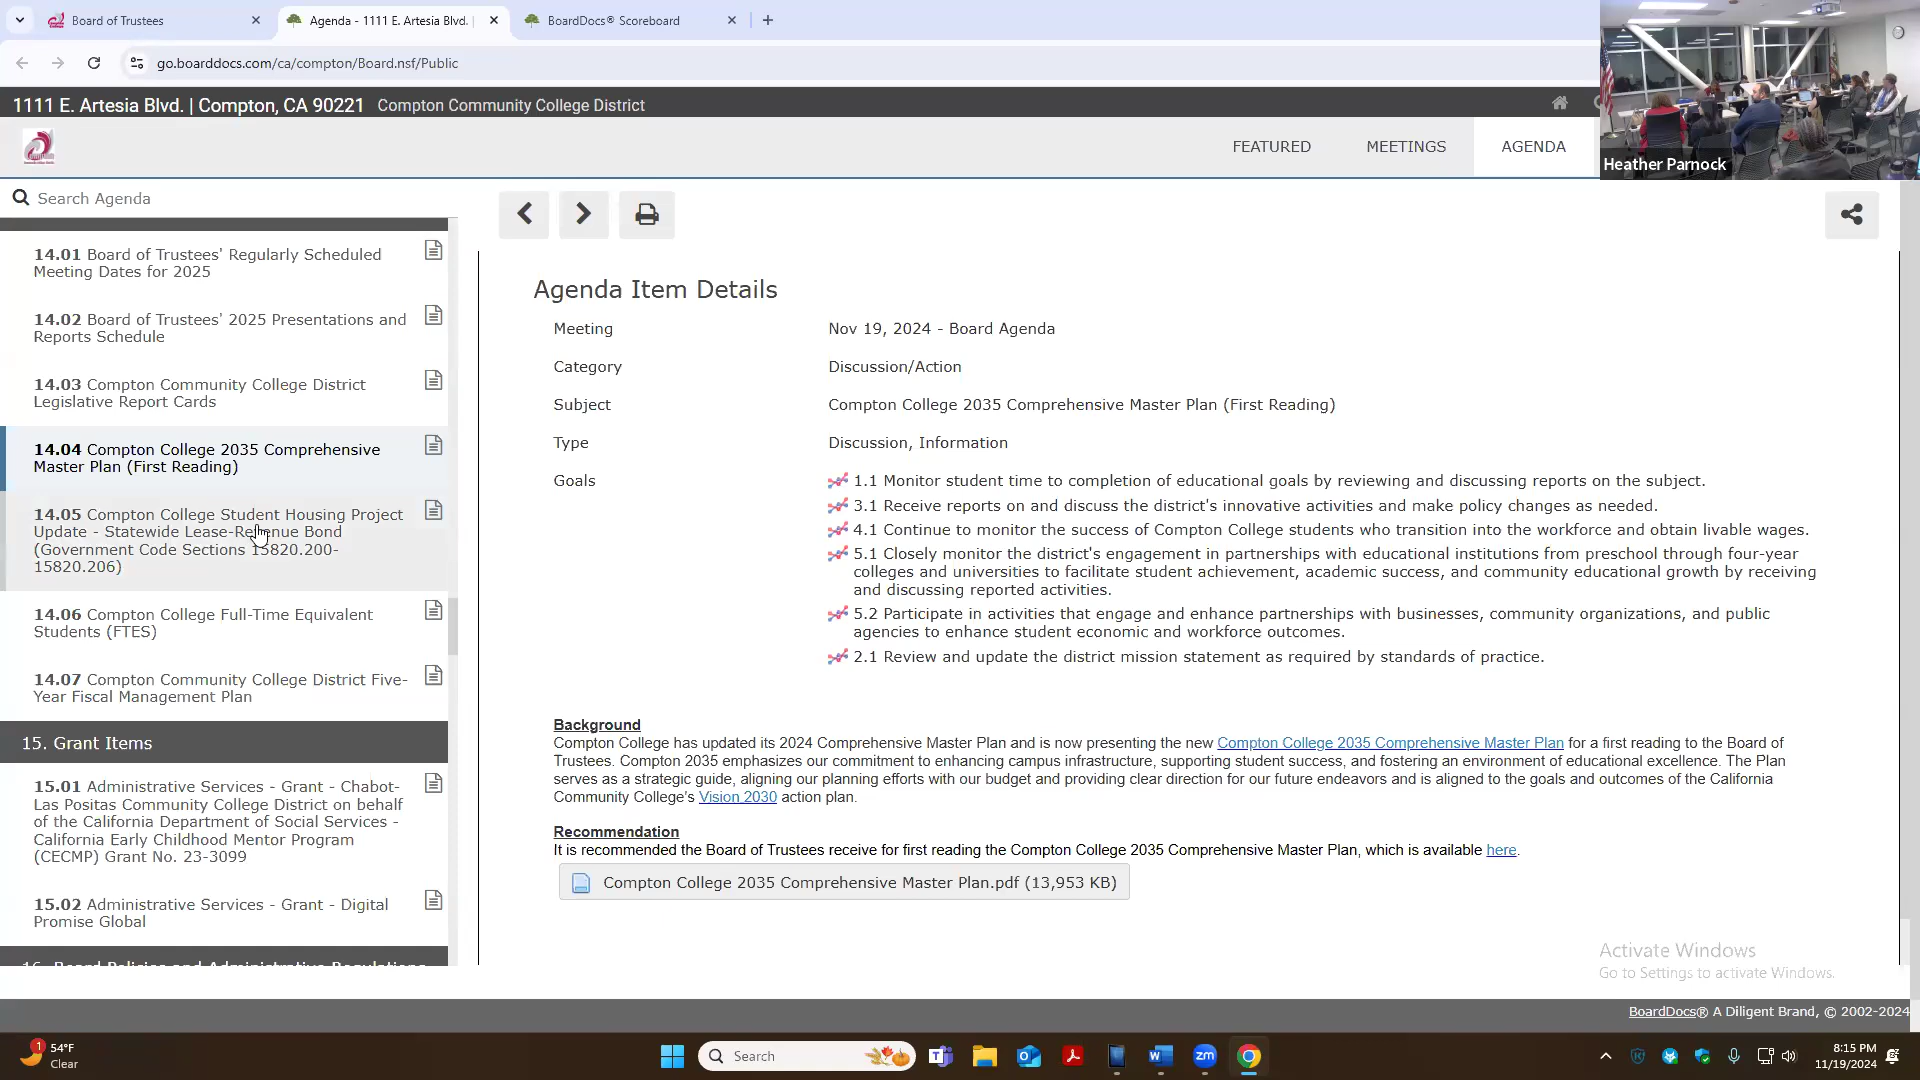 Board of Trustees
Agenda - 1111 E. Artesia Blvd. |
BoardDocs® Scoreboard
go.boarddocs.com/ca/compton/Board.nsf/Public
1111 E. Artesia Blvd. | Compton, CA 90221 Compton Community College District
FEATURED MEETINGS AGENDA
Heather Parnock
Search Agenda
14.01 Board of Trustees' Regularly Scheduled
Meeting Dates for 2025
14.02 Board of Trustees' 2025 Presentations and
Reports Schedule
14.03 Compton Community College District
Legislative Report Cards
14.04 Compton College 2035 Comprehensive
Master Plan (First Reading)
14.05 Compton College Student Housing Project
Update - Statewide Lease-Revenue Bond
(Government Code Sections 15820.200-
15820.206)
14.06 Compton College Full-Time Equivalent
Students (FTES)
14.07 Compton Community College District Five-
Year Fiscal Management Plan
15. Grant Items
15.01 Administrative Services - Grant - Chabot-
Las Positas Community College District on behalf
of the California Department of Social Services -
California Early Childhood Mentor Program
(CECMP) Grant No. 23-3099
15.02 Administrative Services - Grant - Digital
Promise Global
16. Board Policies and Administrative Regulations
Agenda Item Details
Meeting Nov 19, 2024 - Board Agenda
Category Discussion/Action
Subject Compton College 2035 Comprehensive Master Plan (First Reading)
Type Discussion, Information
Goals 1.1 Monitor student time to completion of educational goals by reviewing and discussing reports on the subject.
3.1 Receive reports on and discuss the district's innovative activities and make policy changes as needed.
4.1 Continue to monitor the success of Compton College students who transition into the workforce and obtain livable wages.
5.1 Closely monitor the district's engagement in partnerships with educational institutions from preschool through four-year
colleges and universities to facilitate student achievement, academic success, and community educational growth by receiving
and discussing reported activities.
5.2 Participate in activities that engage and enhance partnerships with businesses, community organizations, and public
agencies to enhance student economic and workforce outcomes.
2.1 Review and update the district mission statement as required by standards of practice.
Background
Compton College has updated its 2024 Comprehensive Master Plan and is now presenting the new Compton College 2035 Comprehensive Master Plan for a first reading to the Board of
Trustees. Compton 2035 emphasizes our commitment to enhancing campus infrastructure, supporting student success, and fostering an environment of educational excellence. The Plan
serves as a strategic guide, aligning our planning efforts with our budget and providing clear direction for our future endeavors and is aligned to the goals and outcomes of the California
Community College's Vision 2030 action plan.
Recommendation
It is recommended the Board of Trustees receive for first reading the Compton College 2035 Comprehensive Master Plan, which is available here.
Compton College 2035 Comprehensive Master Plan.pdf (13,953 KB)
Activate Windows
Go to Settings to activate Windows.
BoardDocs® A Diligent Brand, © 2002-2024
1
54°F
Clear
Search
zm
8:15 PM
11/19/2024